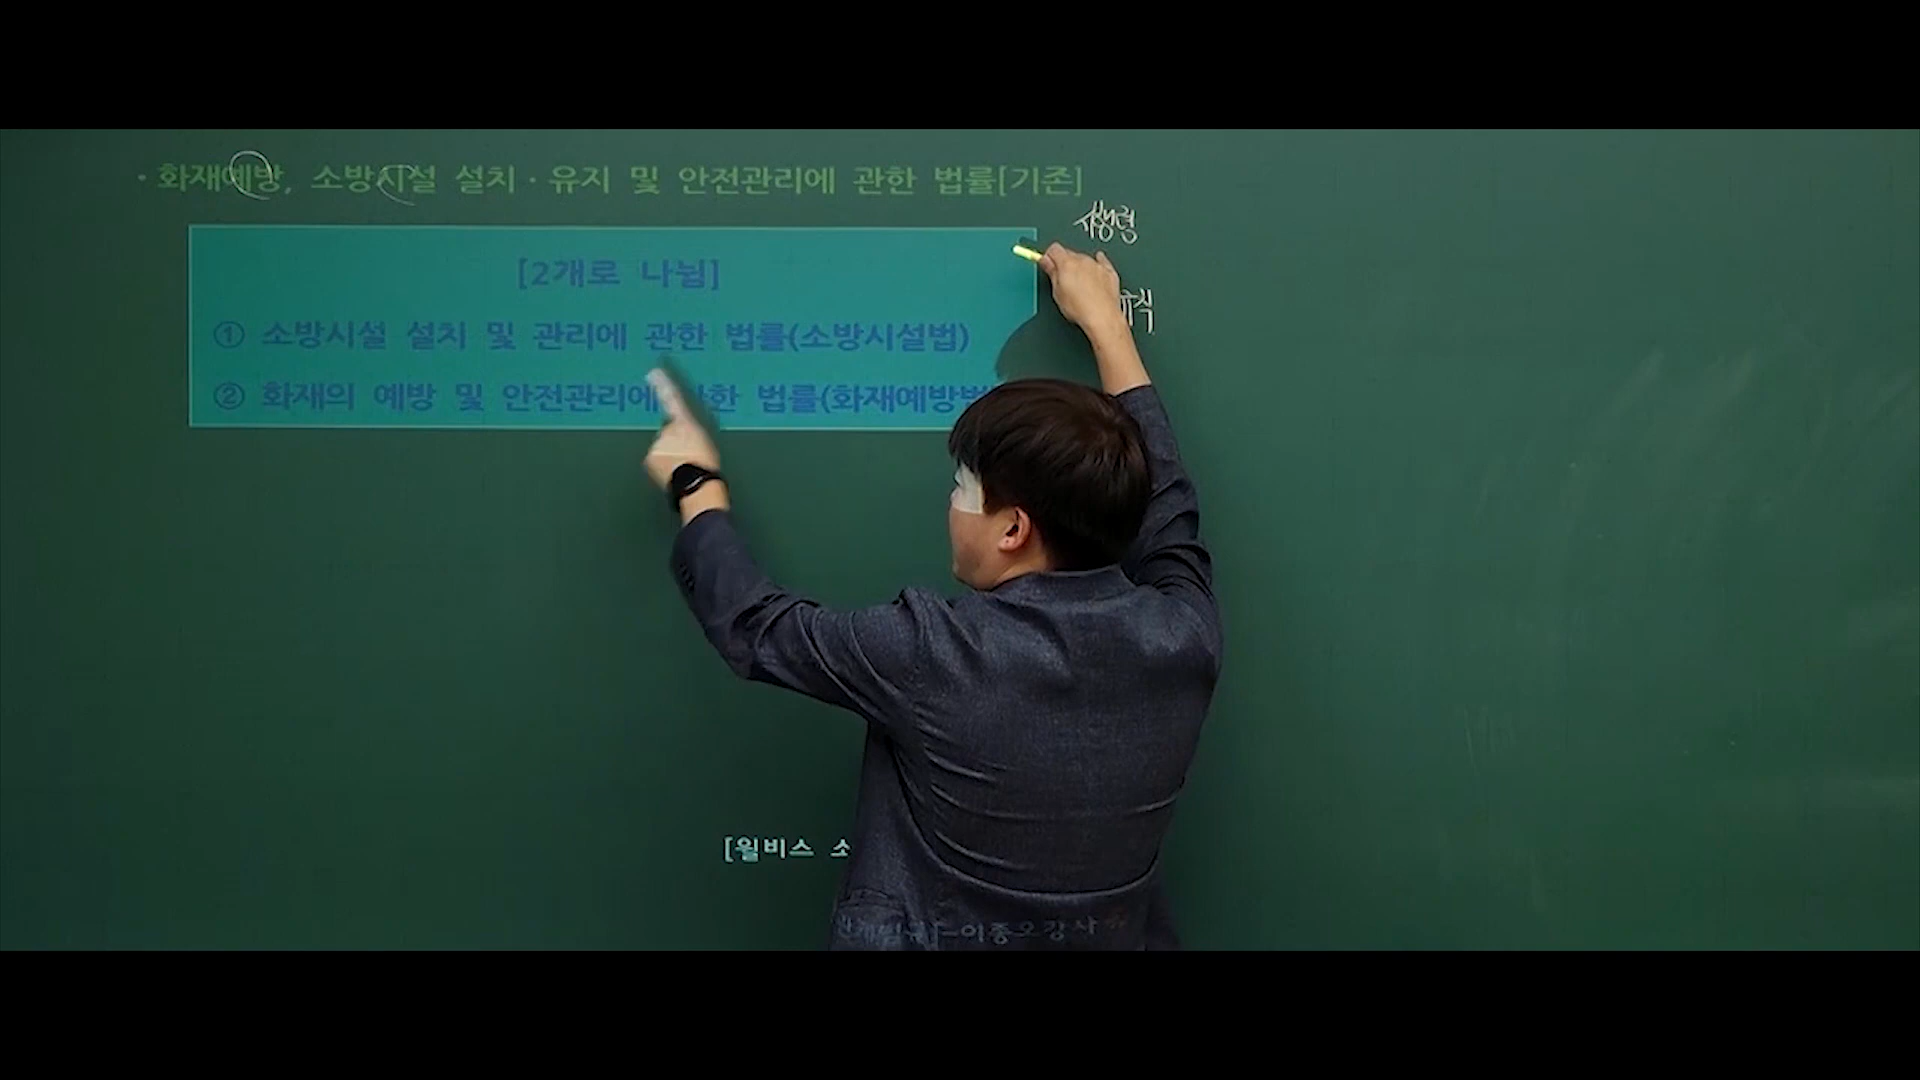 · 화재예방, 소방시설 설치 · 유지 및 안전관리에 관한 법률[기존]
시행령
[2개로 나뉨]
① 소방시설 설치 및 관리에 관한 법률(소방시설법)
② 화재의 예방 및 안전관리에 관한 법률(화재예방법
[윌비스 소
이종오강사